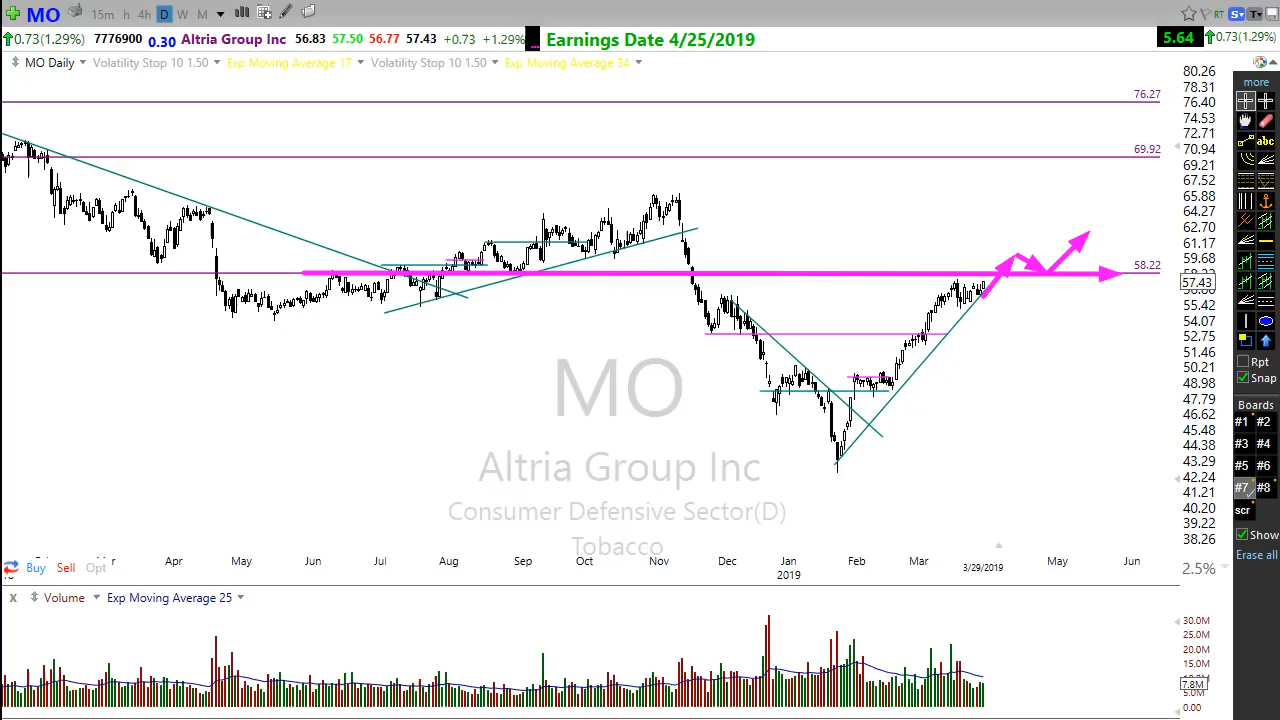 MO 15m h 4h D W M RT S T
0.73(1.29%) 7776900 0.30 Altria Group Inc 56.83 57.50 56.77 57.43 +0.73 +1.29% ... Earnings Date 4/25/2019 5.64 0.73(1.29%)
MO Daily Volatility Stop 10 1.50 Exp Moving Average 17 Volatility Stop 10 1.50 Exp Moving Average 34
80.26
78.31
76.27 76.40
74.53
72.71
69.92 70.94
69.21
67.52
65.88
64.27
62.70
61.17
59.68
58.22
57.43
55.42
54.07
52.75
51.46
50.21
48.98
47.79
46.62
45.48
44.38
43.29
42.24
41.21
40.20
39.22
38.26
MO
Altria Group Inc
Consumer Defensive Sector(D)
Tobacco
Apr May Jun Jul Aug Sep Oct Nov Dec Jan Feb Mar 3/29/2019 May Jun
2019
Buy Sell Opt 2.5%
X Volume Exp Moving Average 25
30.0M
25.0M
20.0M
15.0M
7.8M
5.0M
0.00
more
abc
Rpt
Snap
Boards
#1 #2
#3 #4
#5 #6
#7 #8
scr
Show
Erase all